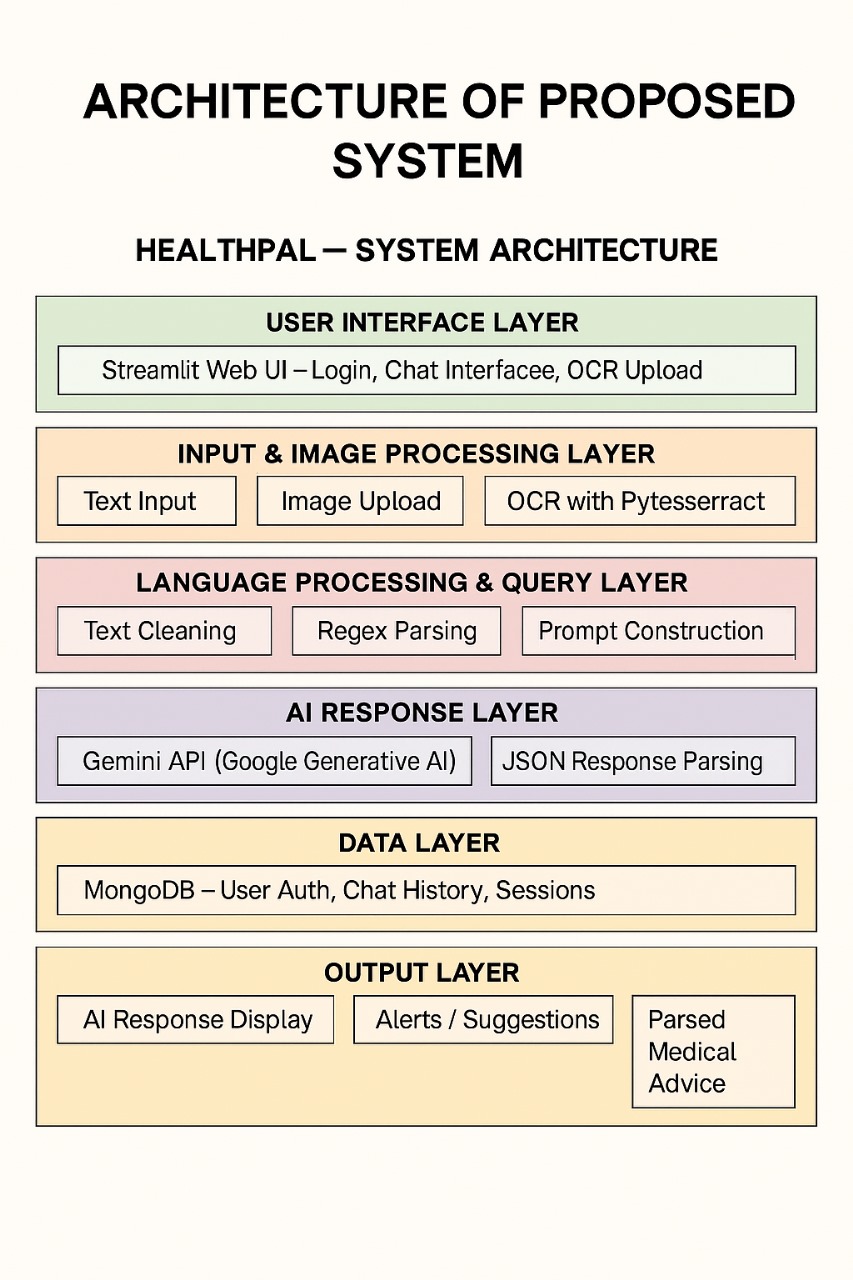 ARCHITECTURE OF PROPOSED
SYSTEM
HEALTHPAL — SYSTEM ARCHITECTURE
USER INTERFACE LAYER
Streamlit Web UI – Login, Chat Interfacee, OCR Upload
INPUT & IMAGE PROCESSING LAYER
Text Input
Image Upload
OCR with Pytesserract
LANGUAGE PROCESSING & QUERY LAYER
Text Cleaning
Regex Parsing
Prompt Construction
AI RESPONSE LAYER
Gemini API (Google Generative AI)
JSON Response Parsing
DATA LAYER
MongoDB – User Auth, Chat History, Sessions
OUTPUT LAYER
AI Response Display
Alerts / Suggestions
Parsed
Medical
Advice